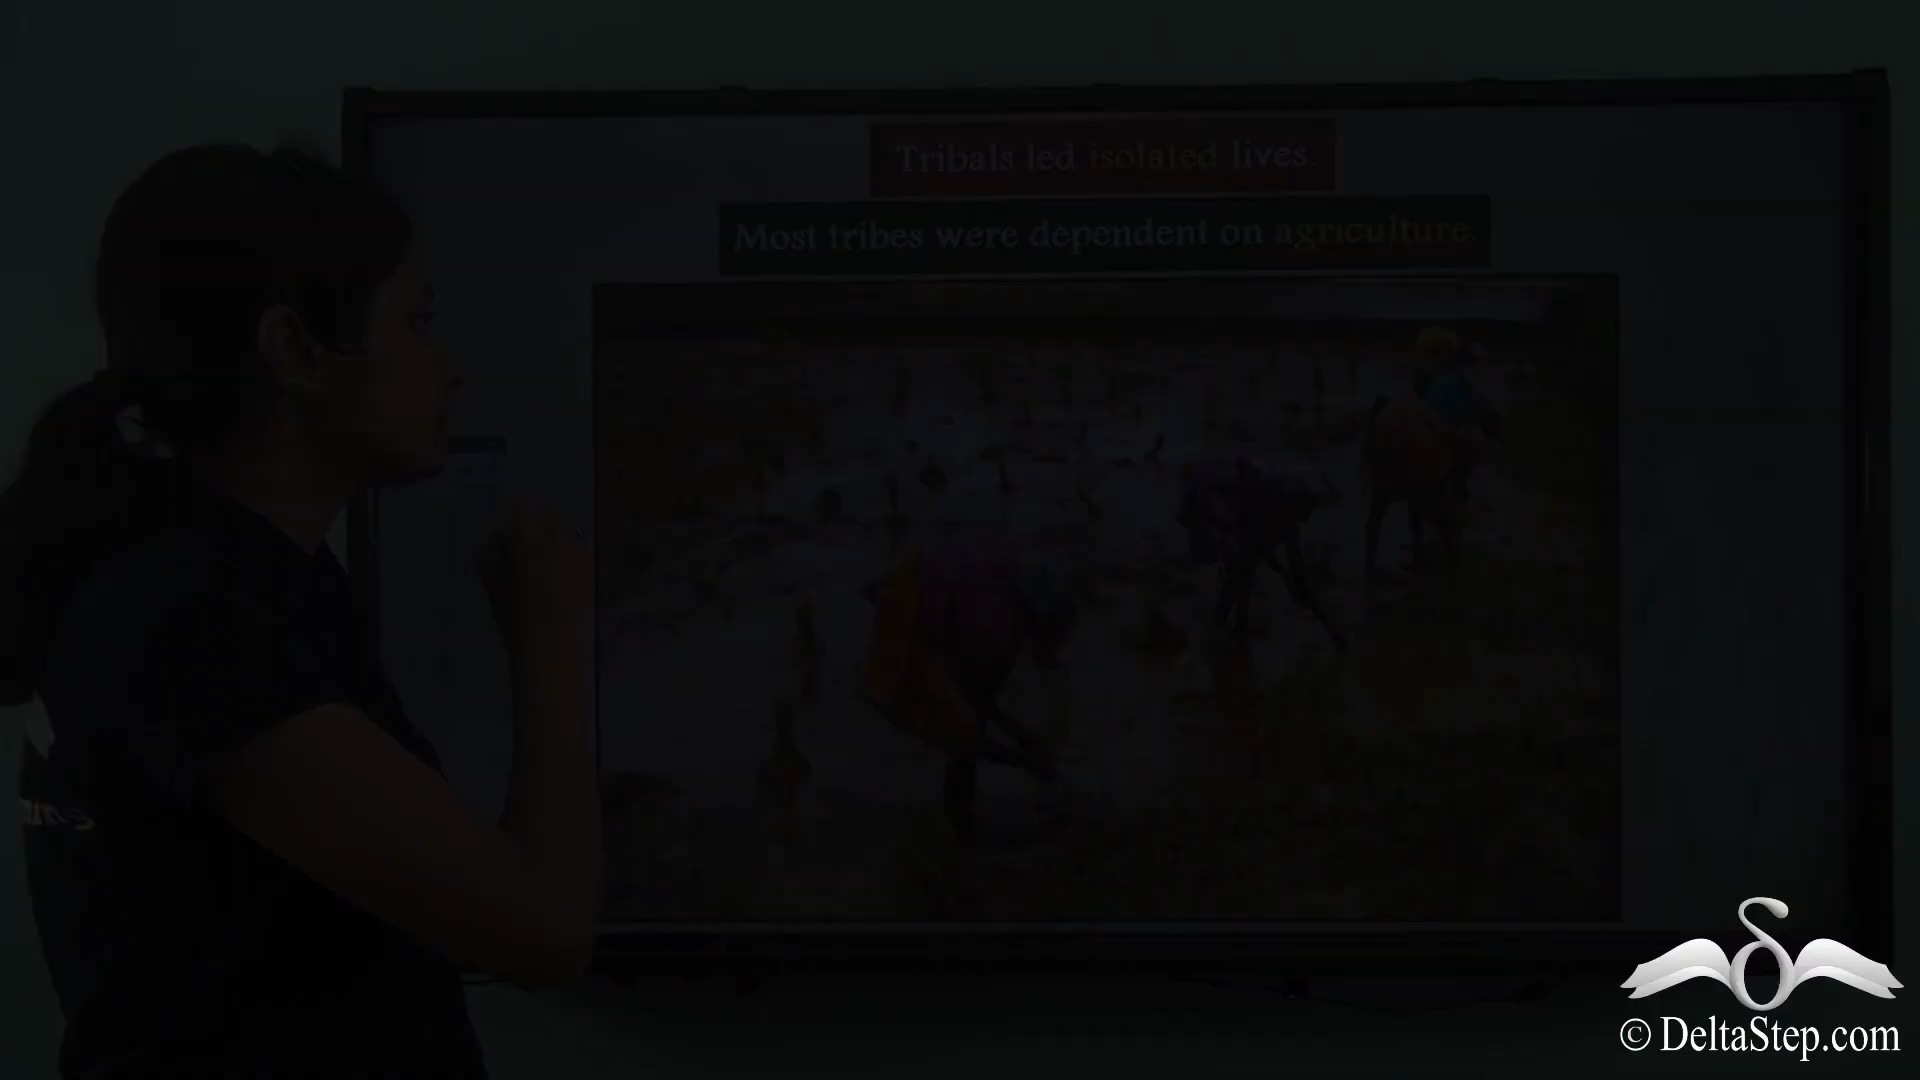 Tribals led isolated lives.
Most tribes were dependent on agriculture.
© DeltaStep.com